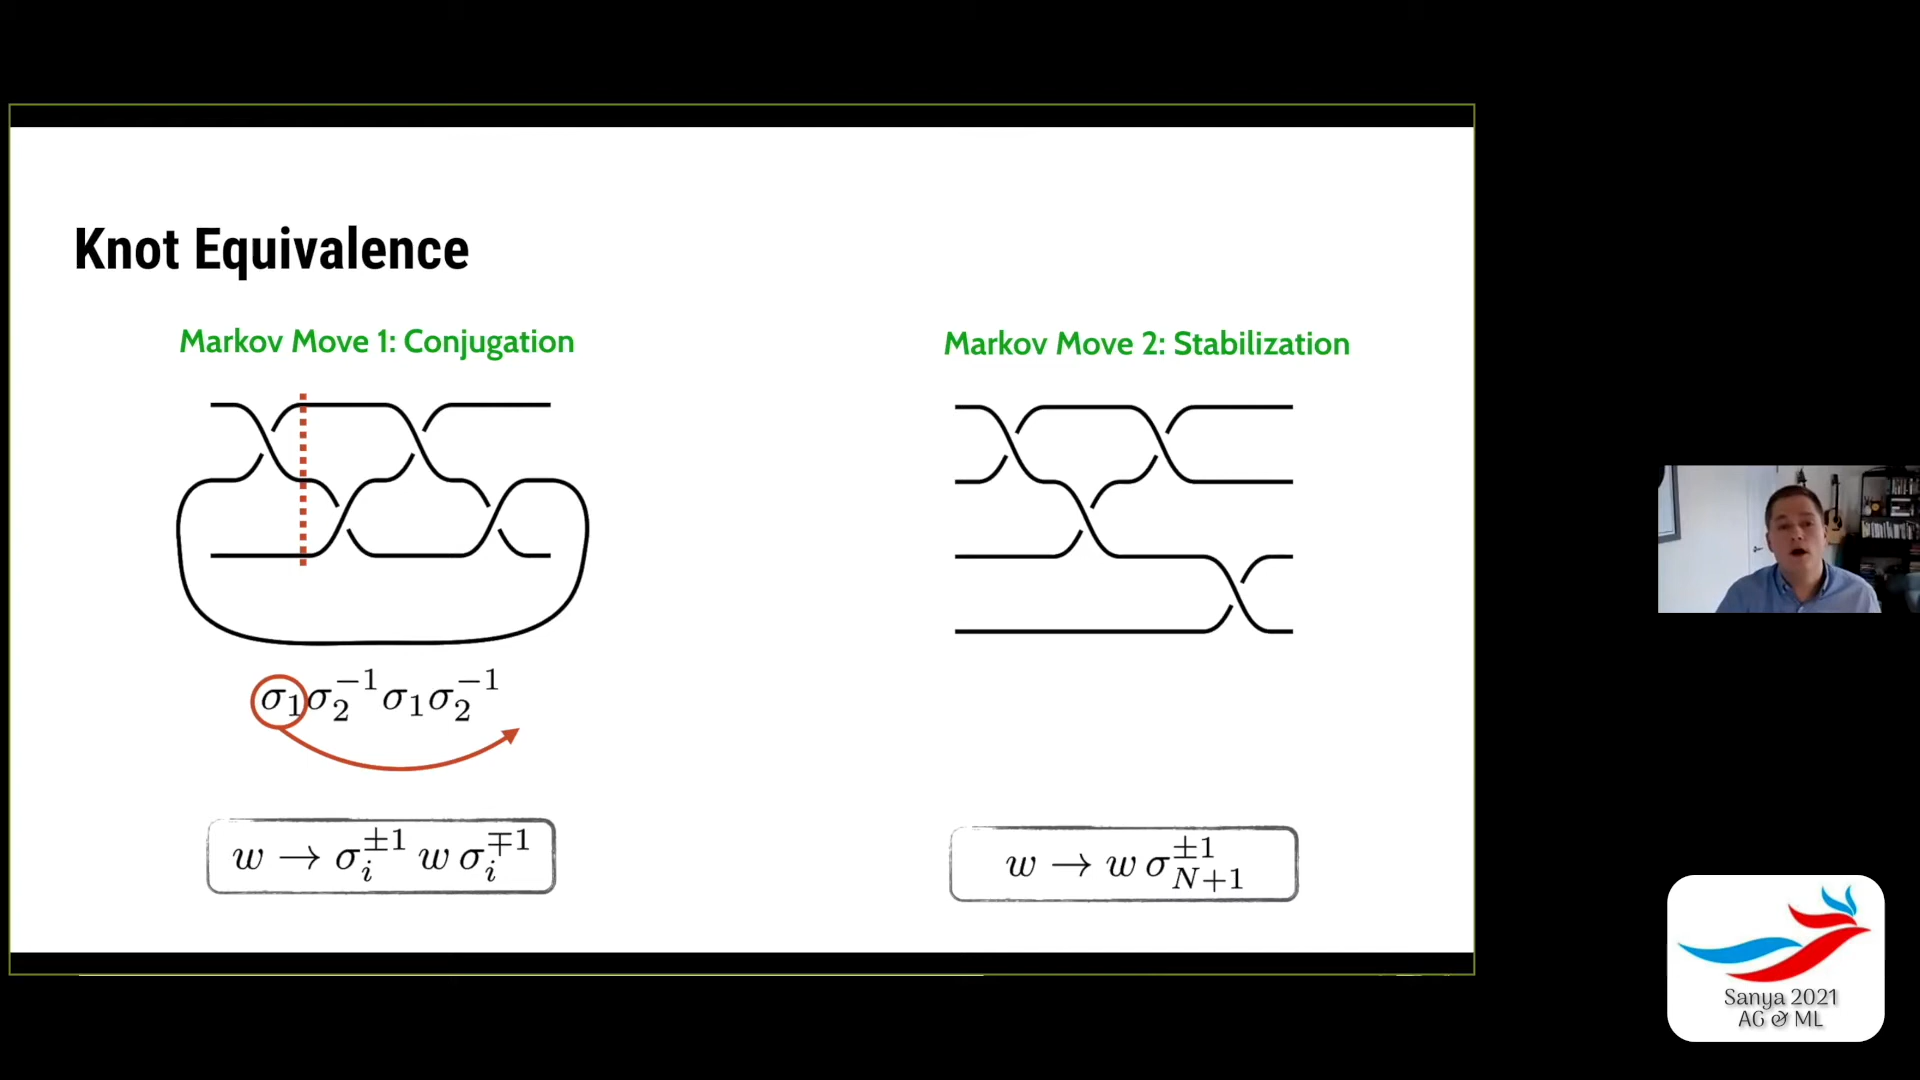 Knot Equivalence
Markov Move 1: Conjugation
Markov Move 2: Stabilization
σ₁σ₂⁻¹σ₁σ₂⁻¹
w → σᵢ^{±1} w σᵢ^{∓1}
w → w σ_{N+1}^{±1}
Sanya 2021
AG & ML